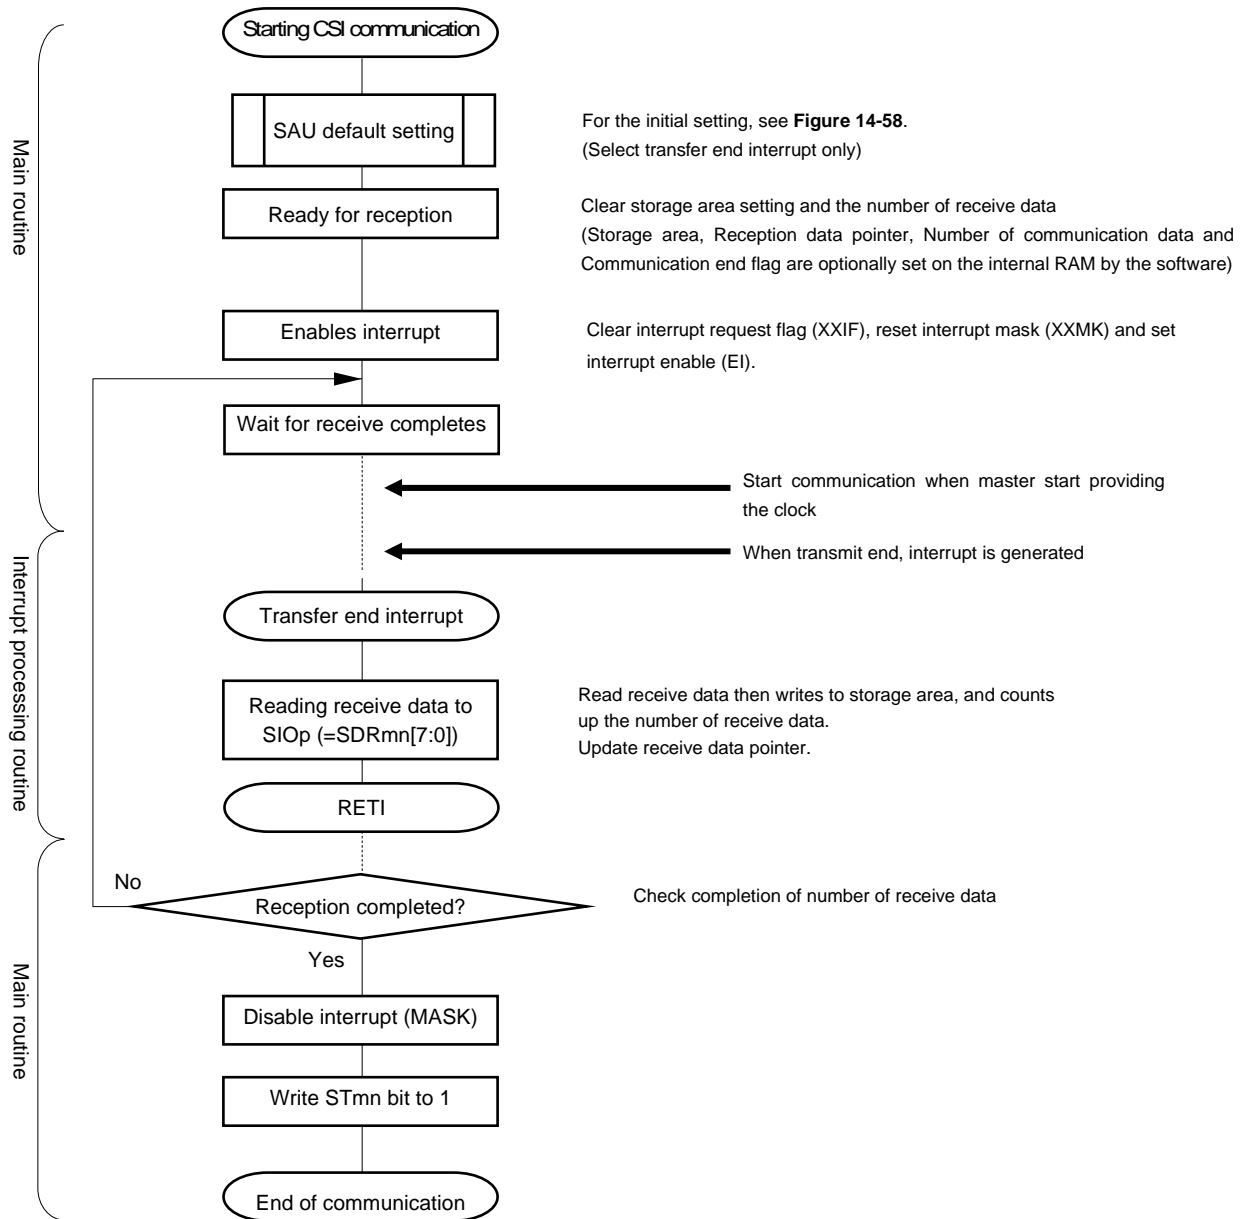 Starting CSI communication
Main routine
SAU default setting
For the initial setting, see Figure 14-58.
(Select transfer end interrupt only)
Ready for reception
Clear storage area setting and the number of receive data
(Storage area, Reception data pointer, Number of communication data and
Communication end flag are optionally set on the internal RAM by the software)
Enables interrupt
Clear interrupt request flag (XXIF), reset interrupt mask (XXMK) and set
interrupt enable (EI).
Wait for receive completes
Start communication when master start providing
the clock
When transmit end, interrupt is generated
Interrupt processing routine
Transfer end interrupt
Reading receive data to
SIOp (=SDRmn[7:0])
Read receive data then writes to storage area, and counts
up the number of receive data.
Update receive data pointer.
RETI
No
Reception completed?
Check completion of number of receive data
Yes
Main routine
Disable interrupt (MASK)
Write STmn bit to 1
End of communication